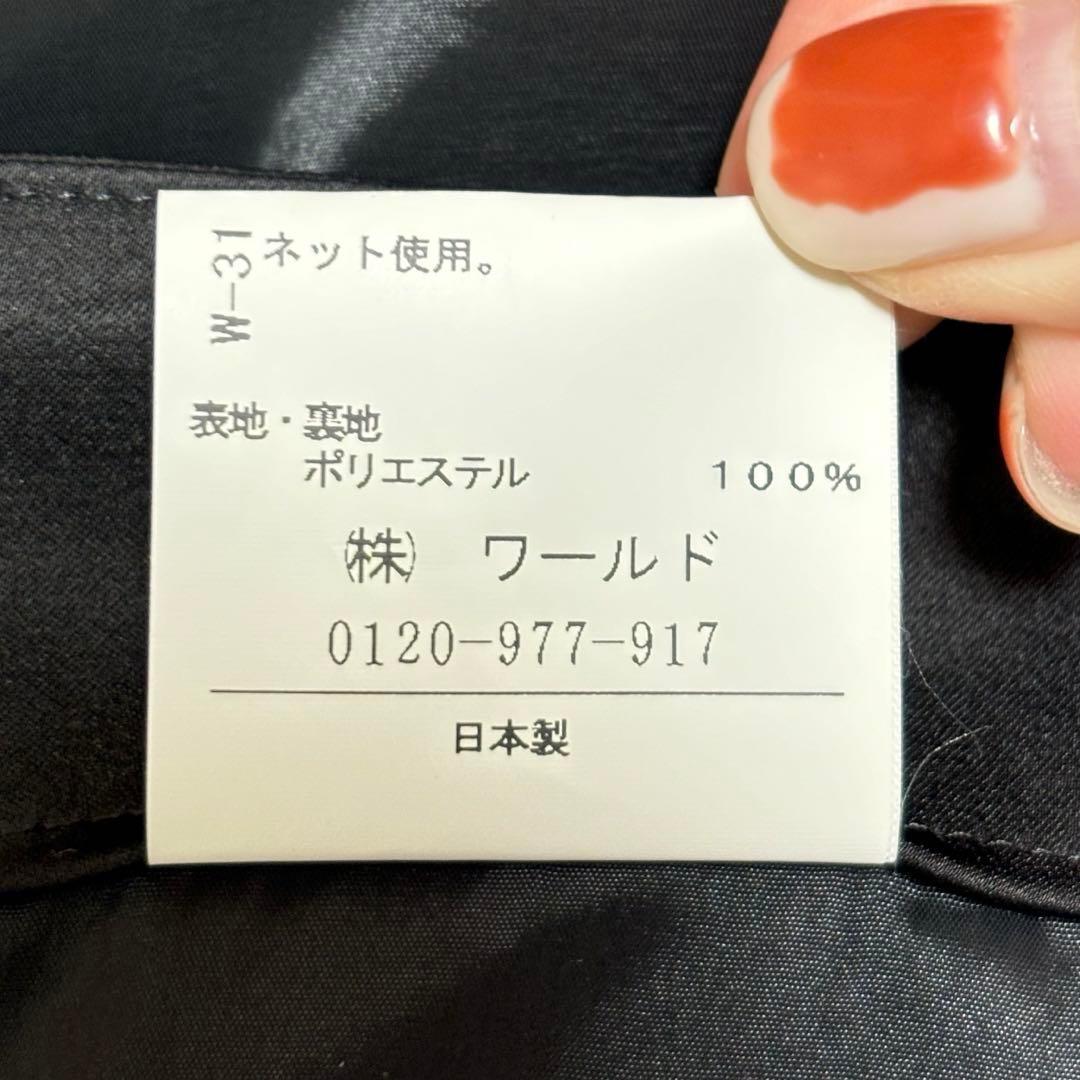 W-31
ネット使用。
表地・裏地
ポリエステル 100%
㈱ ワールド
0120-977-917
日本製